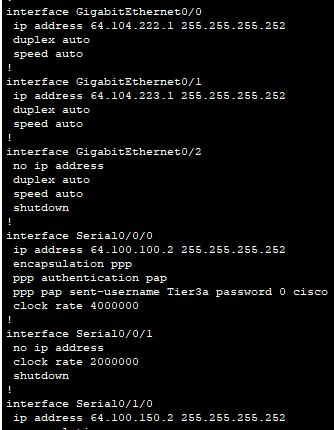 !
interface GigabitEthernet0/0
ip address 64.104.222.1 255.255.255.252
duplex auto
speed auto
!
interface GigabitEthernet0/1
ip address 64.104.223.1 255.255.255.252
duplex auto
speed auto
!
interface GigabitEthernet0/2
no ip address
duplex auto
speed auto
shutdown
!
interface Serial0/0/0
ip address 64.100.100.2 255.255.255.252
encapsulation ppp
ppp authentication pap
ppp pap sent-username Tier3a password 0 cisco
clock rate 4000000
!
interface Serial0/0/1
no ip address
clock rate 2000000
shutdown
!
interface Serial0/1/0
ip address 64.100.150.2 255.255.255.252